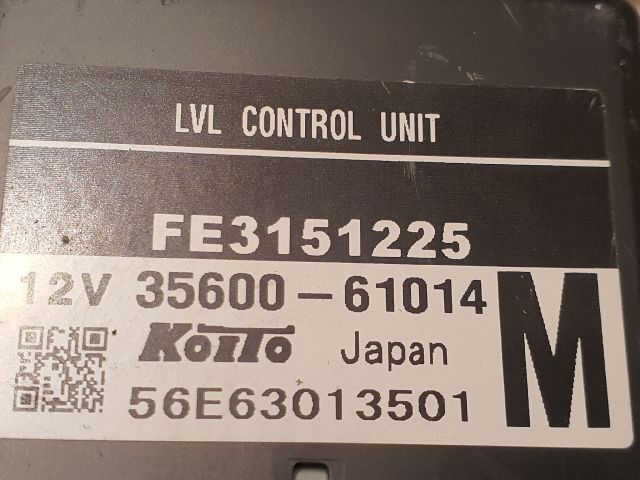 LVL CONTROL UNIT
FE3151225
12V 35600-61014
KOITO Japan
56E63013501
M